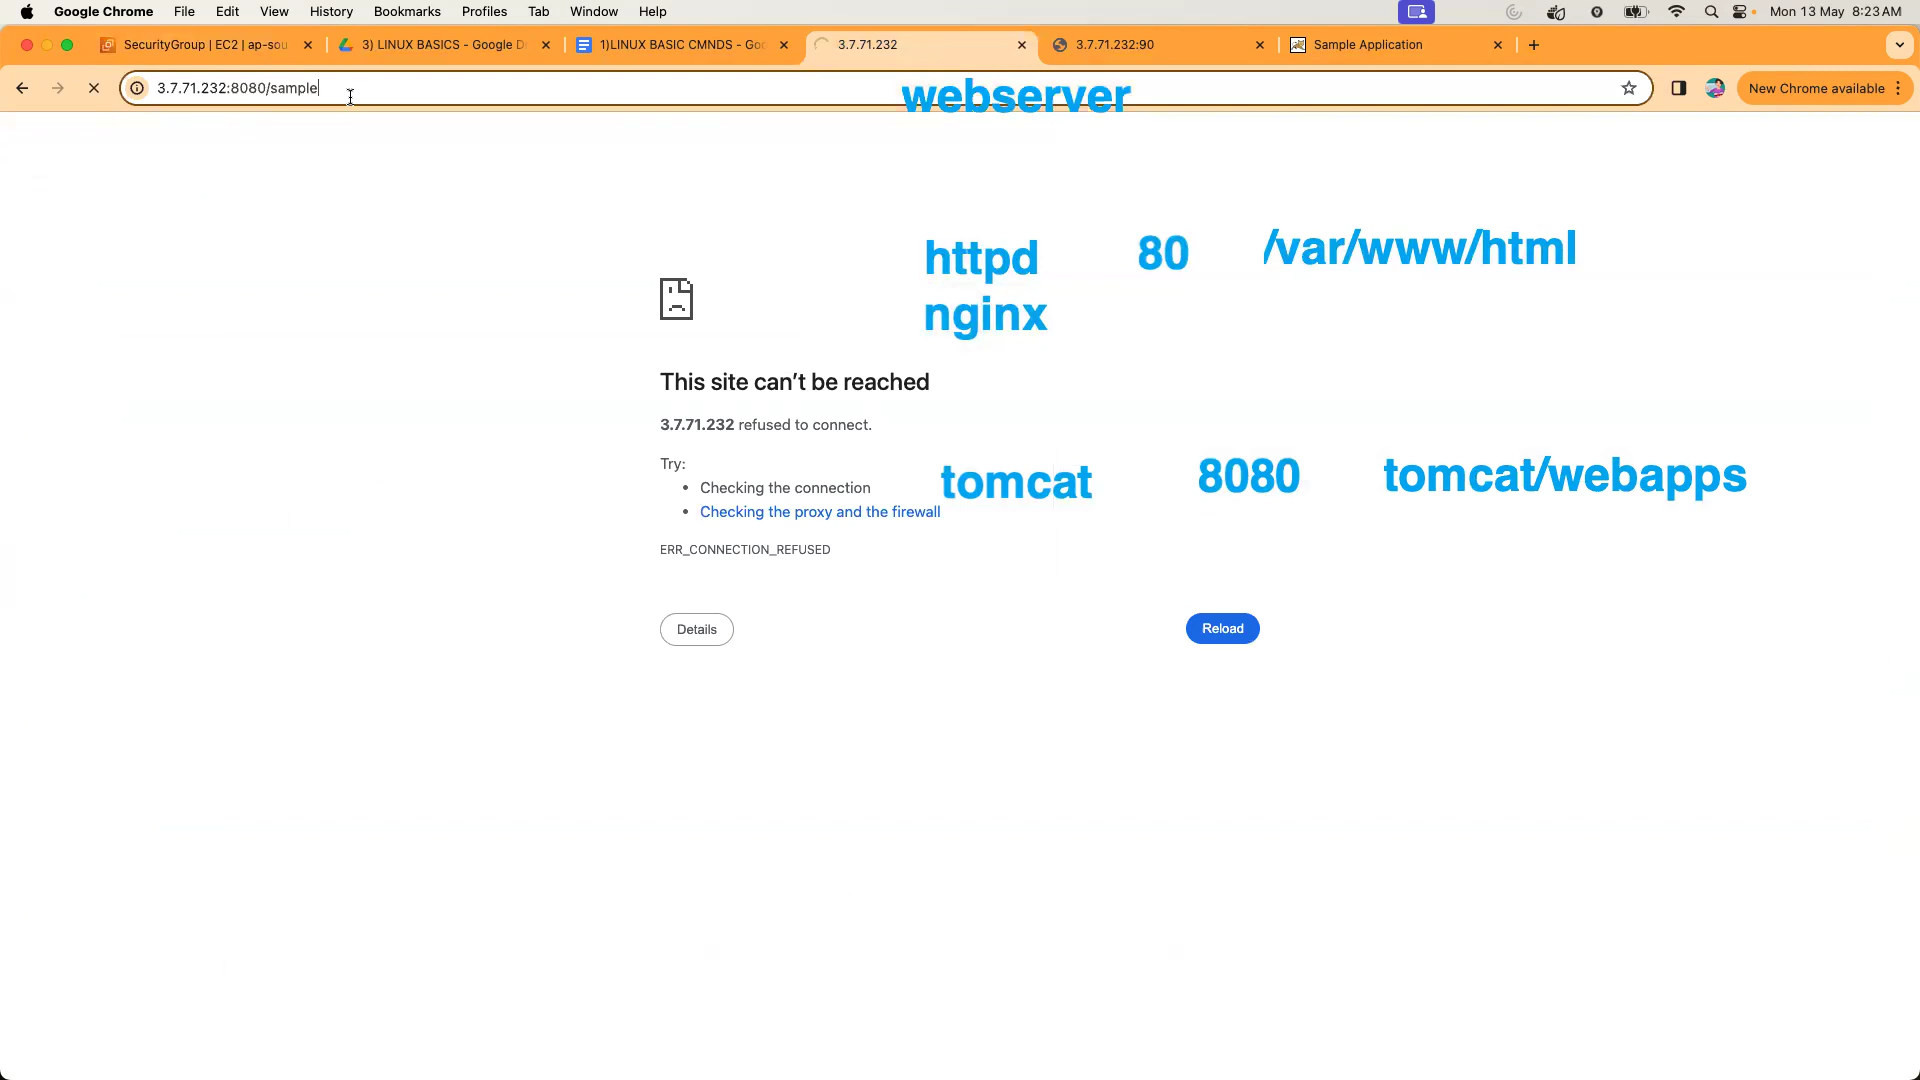 Google Chrome File Edit View History Bookmarks Profiles Tab Window Help Mon 13 May 8:23 AM
SecurityGroup | EC2 | ap-sou 3) LINUX BASICS - Google D 1)LINUX BASIC CMNDS - Goo 3.7.71.232 3.7.71.232:90 Sample Application
3.7.71.232:8080/sample New Chrome available
webserver
httpd 80 /var/www/html
nginx
This site can't be reached
3.7.71.232 refused to connect.
Try:
• Checking the connection
• Checking the proxy and the firewall
tomcat 8080 tomcat/webapps
ERR_CONNECTION_REFUSED
Details Reload